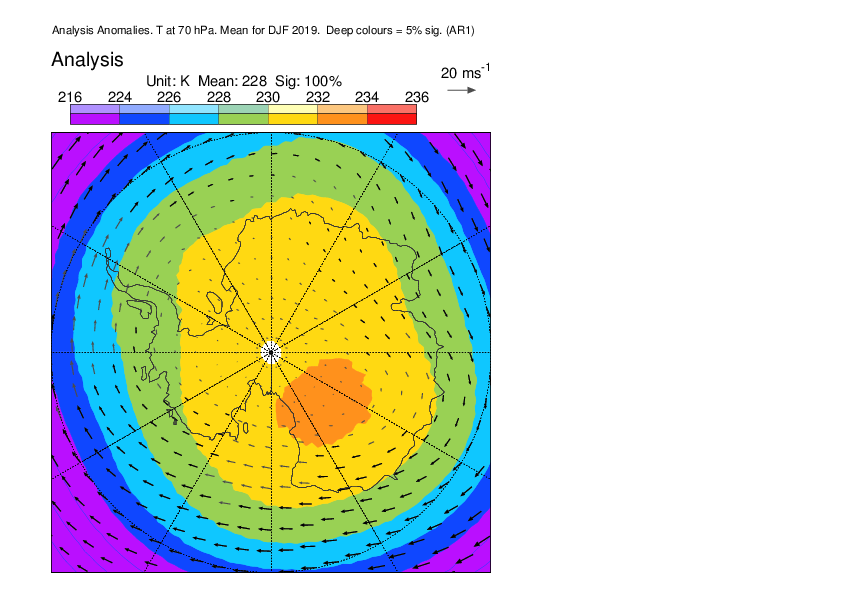 Analysis Anomalies. T at 70 hPa. Mean for DJF 2019. Deep colours = 5% sig. (AR1)
Analysis
20 ms-1
Unit: K Mean: 228 Sig: 100%
216 224 226 228 230 232 234 236